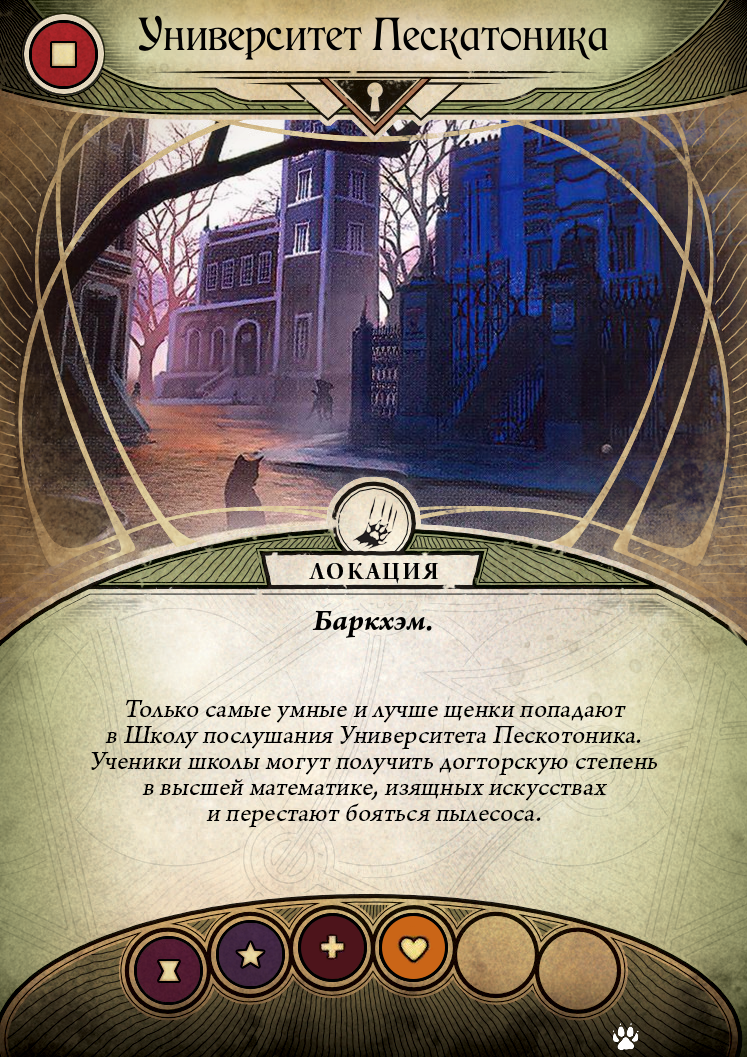 Университет Пескатоника
ЛОКАЦИЯ
Баркхэм.
Только самые умные и лучше щенки попадают
в Школу послушания Университета Пескотоника.
Ученики школы могут получить догторскую степень
в высшей математике, изящных искусствах
и перестают бояться пылесоса.